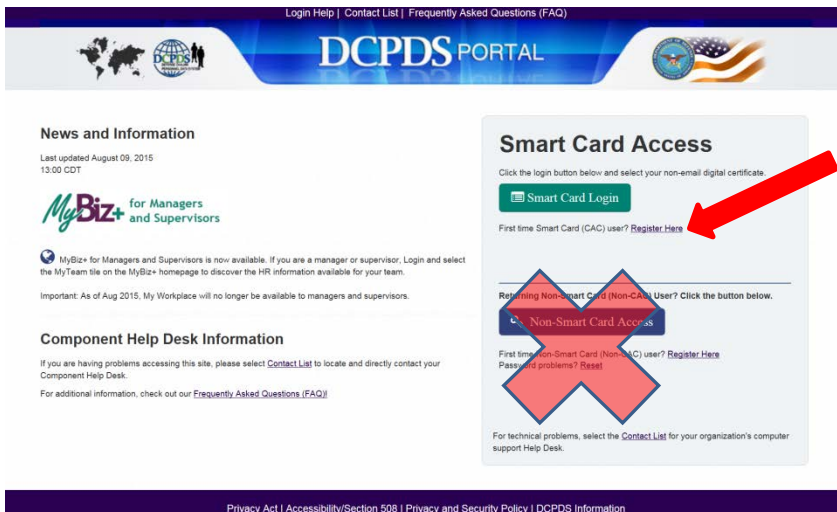 Login Help | Contact List | Frequently Asked Questions (FAQ)
DCPDS
DCPDS PORTAL
News and Information
Last updated August 09, 2015
13:00 CDT
MyBiz+ for Managers
and Supervisors
MyBiz+ for Managers and Supervisors is now available. If you are a manager or supervisor, Login and select
the MyTeam tile on the MyBiz+ homepage to discover the HR information available for your team.
Important: As of Aug 2015, My Workplace will no longer be available to managers and supervisors.
Component Help Desk Information
If you are having problems accessing this site, please select Contact List to locate and directly contact your
Component Help Desk.
For additional information, check out our Frequently Asked Questions (FAQ)!
Smart Card Access
Click the login button below and select your non-email digital certificate.
Smart Card Login
First time Smart Card (CAC) user? Register Here
Returning Non-Smart Card (Non-CAC) User? Click the button below.
Non-Smart Card Access
First time Non-Smart Card (Non-CAC) user? Register Here
Password problems? Reset
For technical problems, select the Contact List for your organization's computer
support Help Desk.
Privacy Act | Accessibility/Section 508 | Privacy and Security Policy | DCPDS Information